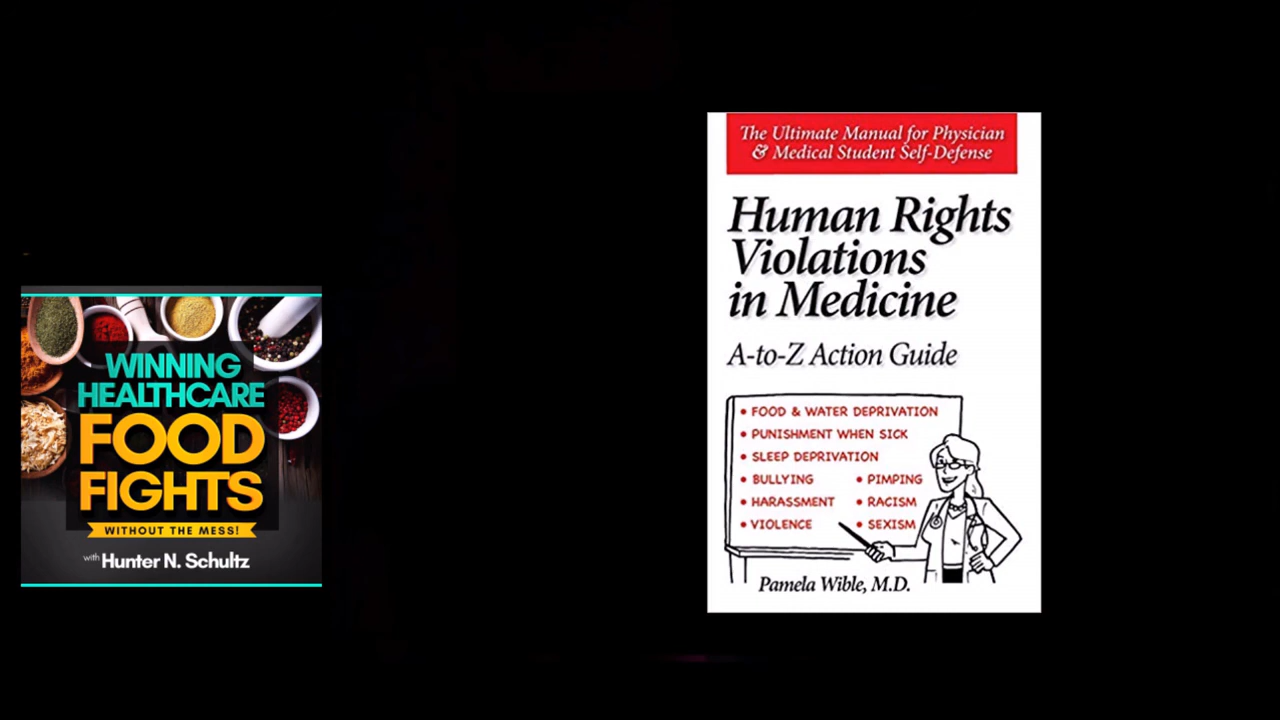 WINNING
HEALTHCARE
FOOD
FIGHTS
WITHOUT THE MESS!
with Hunter N. Schultz
The Ultimate Manual for Physician
& Medical Student Self-Defense
Human Rights
Violations
in Medicine
A-to-Z Action Guide
• FOOD & WATER DEPRIVATION
• PUNISHMENT WHEN SICK
• SLEEP DEPRIVATION
• BULLYING • PIMPING
• HARASSMENT • RACISM
• VIOLENCE • SEXISM
Pamela Wible, M.D.